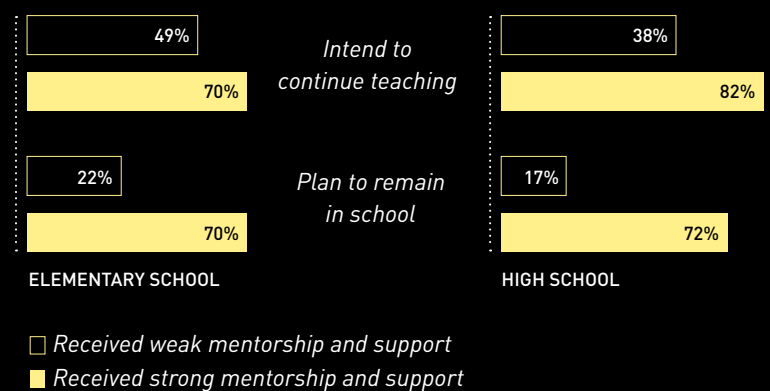 49%
70%
Intend to
continue teaching
38%
82%
22%
70%
Plan to remain
in school
17%
72%
ELEMENTARY SCHOOL
HIGH SCHOOL
Received weak mentorship and support
Received strong mentorship and support